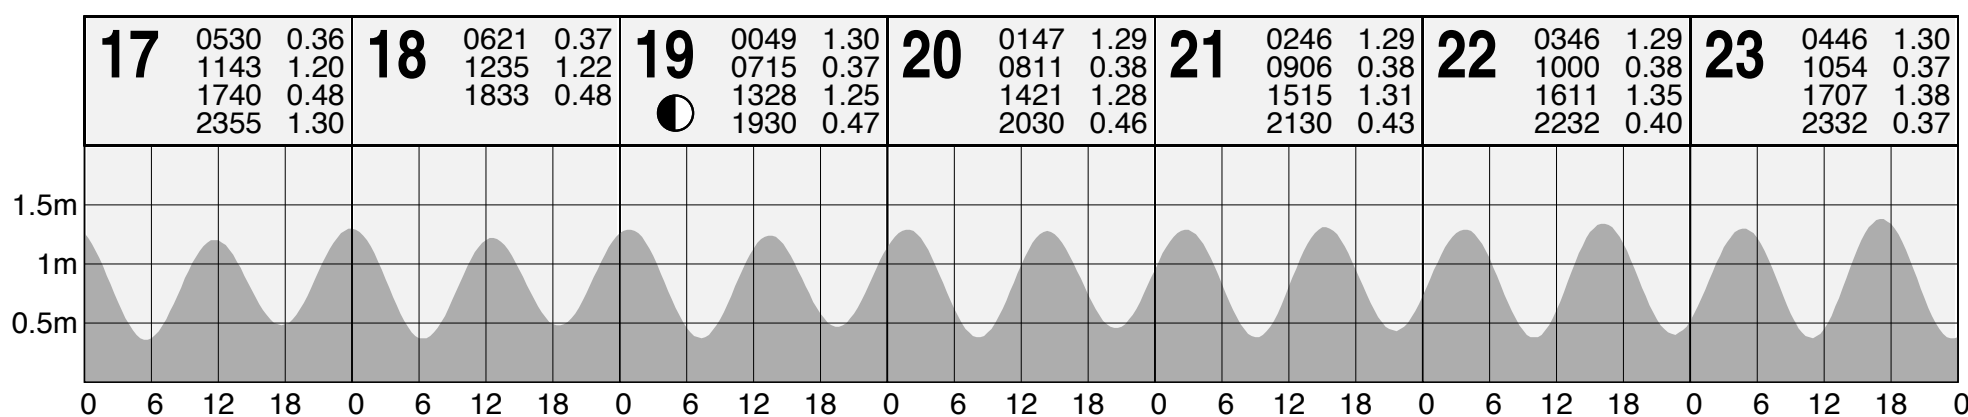 17 0530 0.36 18 0621 0.37 19 0049 1.30 20 0147 1.29 21 0246 1.29 22 0346 1.29 23 0446 1.30
1143 1.20 1235 1.22 0715 0.37 0811 0.38 0906 0.38 1000 0.38 1054 0.37
1740 0.48 1833 0.48 1328 1.25 1421 1.28 1515 1.31 1611 1.35 1707 1.38
2355 1.30 1930 0.47 2030 0.46 2130 0.43 2232 0.40 2332 0.37
1.5m
1m
0.5m
0 6 12 18 0 6 12 18 0 6 12 18 0 6 12 18 0 6 12 18 0 6 12 18 0 6 12 18 0